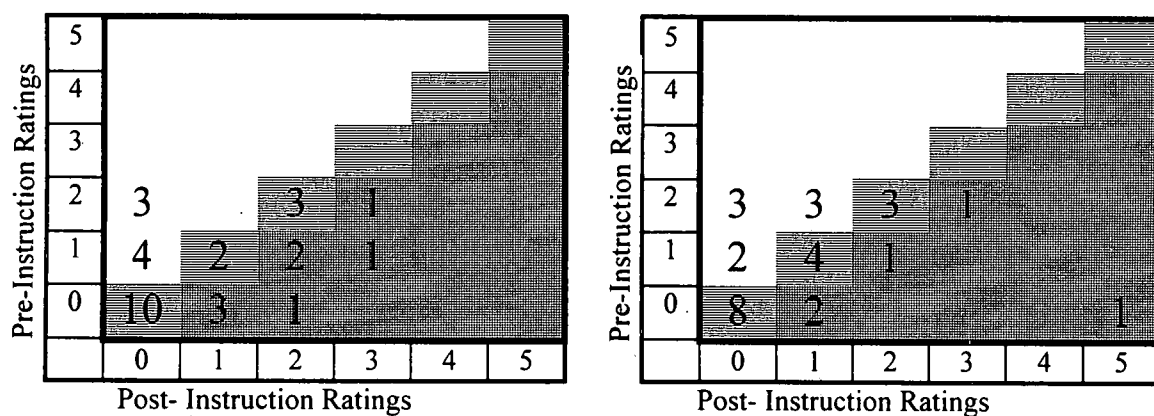 Pre-Instruction Ratings
5
4
3
2 3 3 1
1 4 2 2 1
0 10 3 1
0 1 2 3 4 5
Post- Instruction Ratings
Pre-Instruction Ratings
5
4
3
2 3 3 3 1
1 2 4 1
0 8 2 1
0 1 2 3 4 5
Post- Instruction Ratings